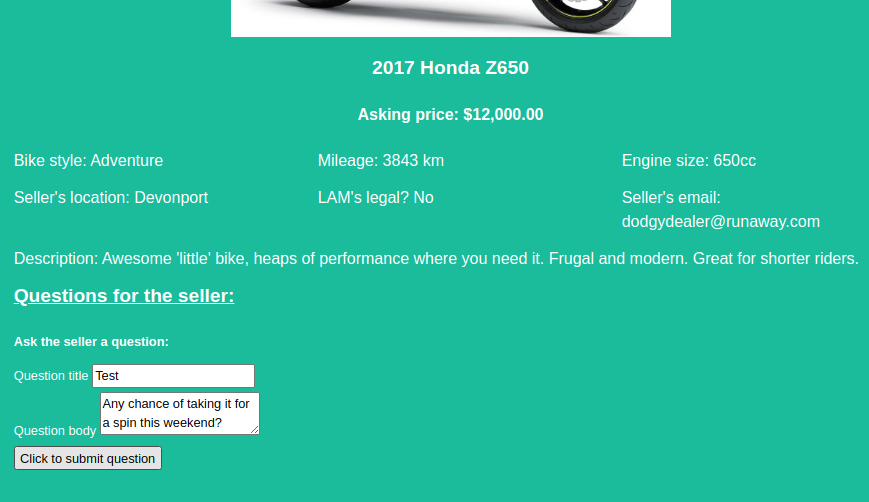 2017 Honda Z650
Asking price: $12,000.00
Bike style: Adventure
Mileage: 3843 km
Engine size: 650cc
Seller's location: Devonport
LAM's legal? No
Seller's email:
dodgydealer@runaway.com
Description: Awesome 'little' bike, heaps of performance where you need it. Frugal and modern. Great for shorter riders.
Questions for the seller:
Ask the seller a question:
Question title Test
Any chance of taking it for
a spin this weekend?
Question body
Click to submit question